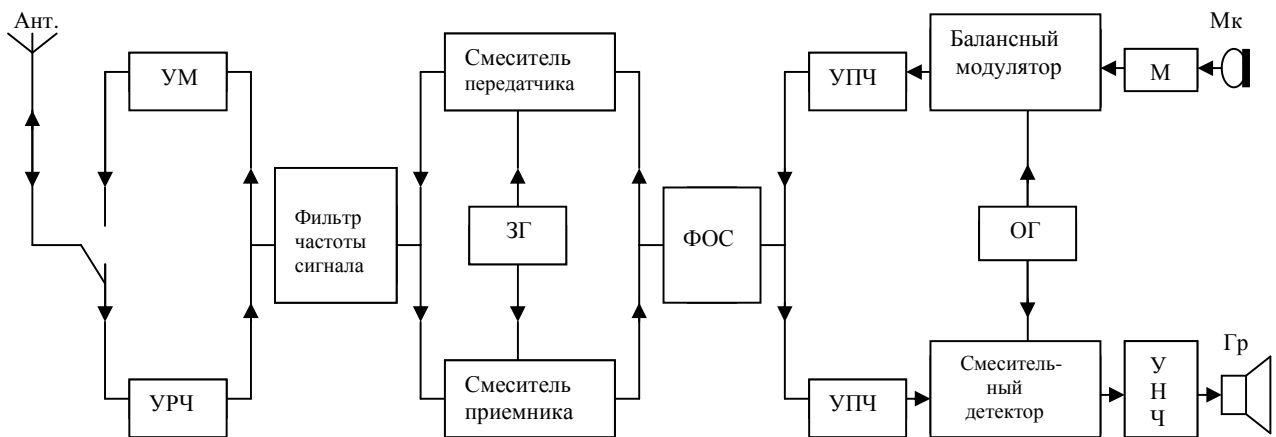 Ант.
Мк
УМ
Смеситель
передатчика
УПЧ
Балансный
модулятор
М
Фильтр
частоты
сигнала
ЗГ
ФОС
ОГ
УРЧ
Смеситель
приемника
УПЧ
Смеситель-
ный
детектор
У
Н
Ч
Гр